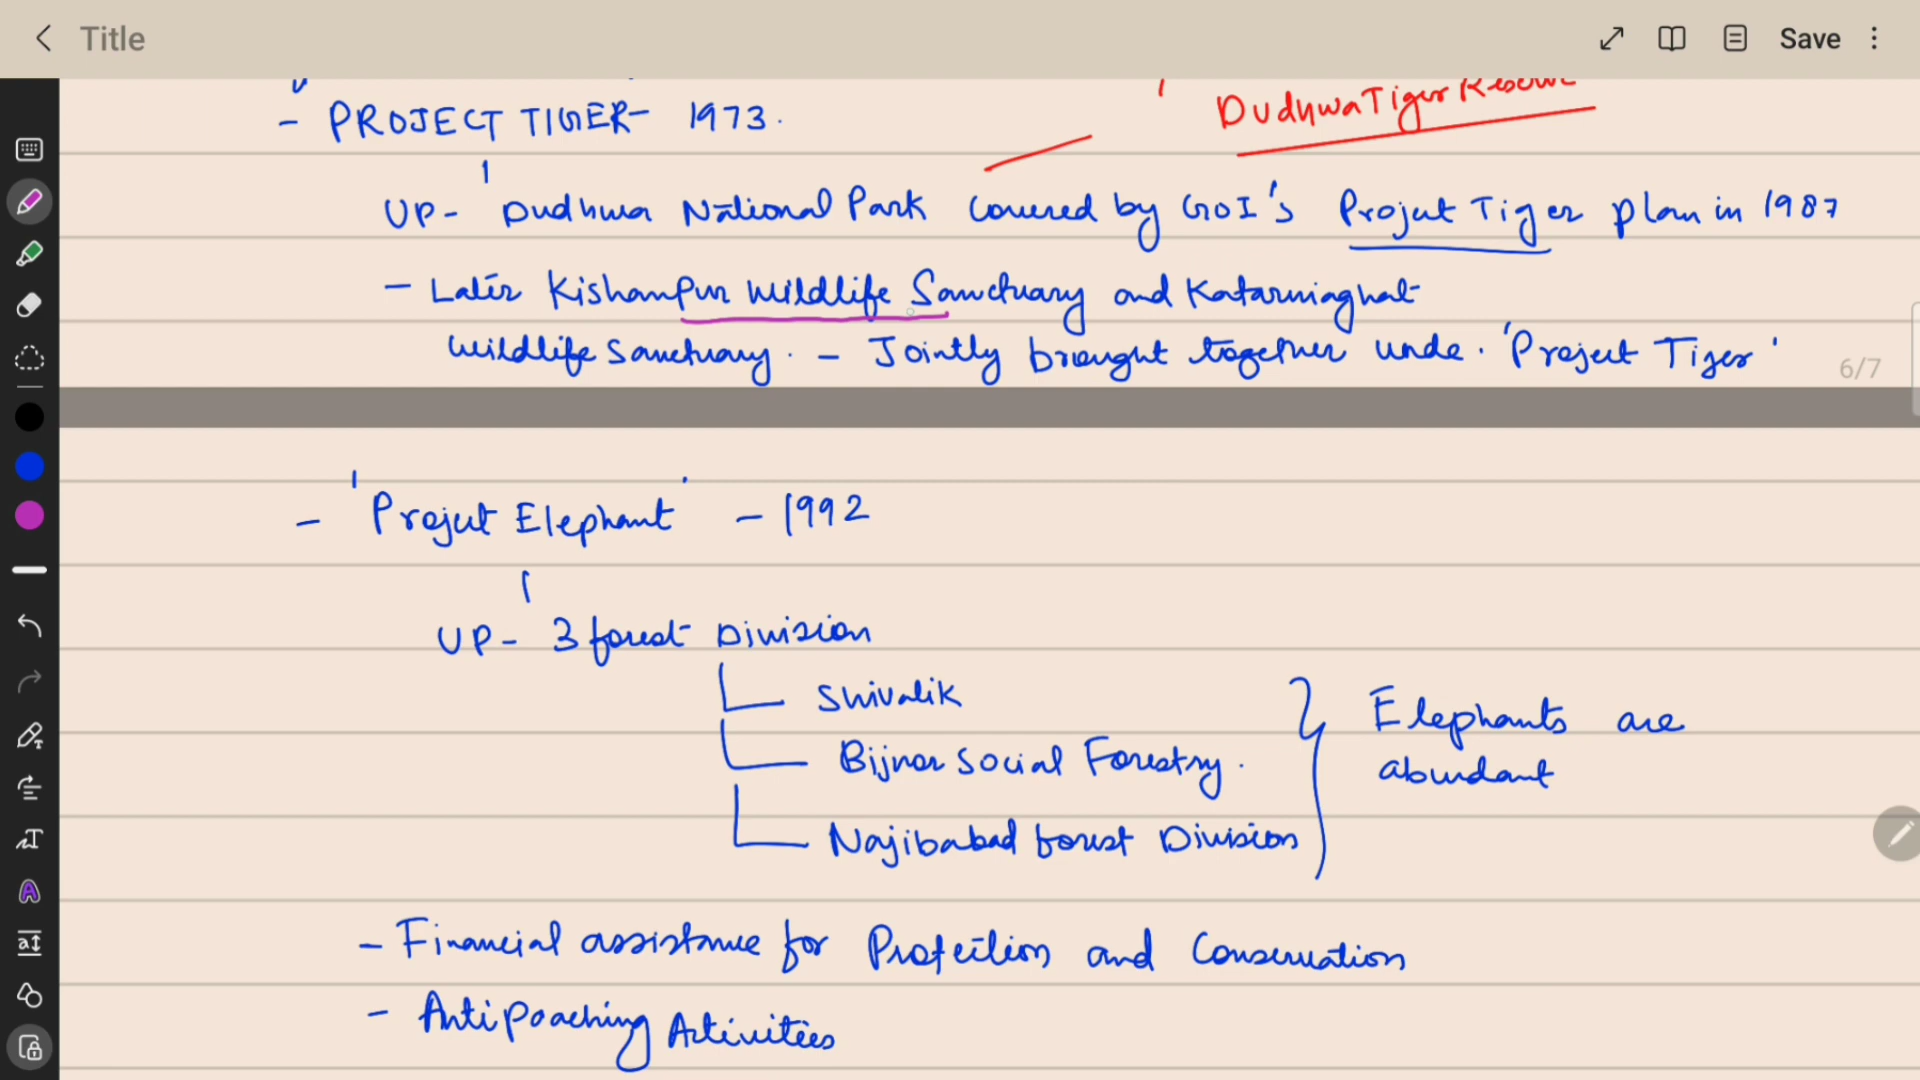 Title
Save
- PROJECT TIGER - 1973.
Dudhwa Tiger Reserve
UP - Dudhwa National Park covered by GOI's Project Tiger plan in 1987
- Later Kishanpur Wildlife Sanctuary and Katarniaghat
Wildlife Sanctuary. - Jointly brought together unde. 'Project Tiger'
6/7
- 'Project Elephant' - 1992
UP - 3 forest Division
Shivalik
Bijnor Social Forestry.
Najibabad forest Division
Elephants are
abundant
- Financial assistance for Protection and Conservation
- Anti Poaching Activities